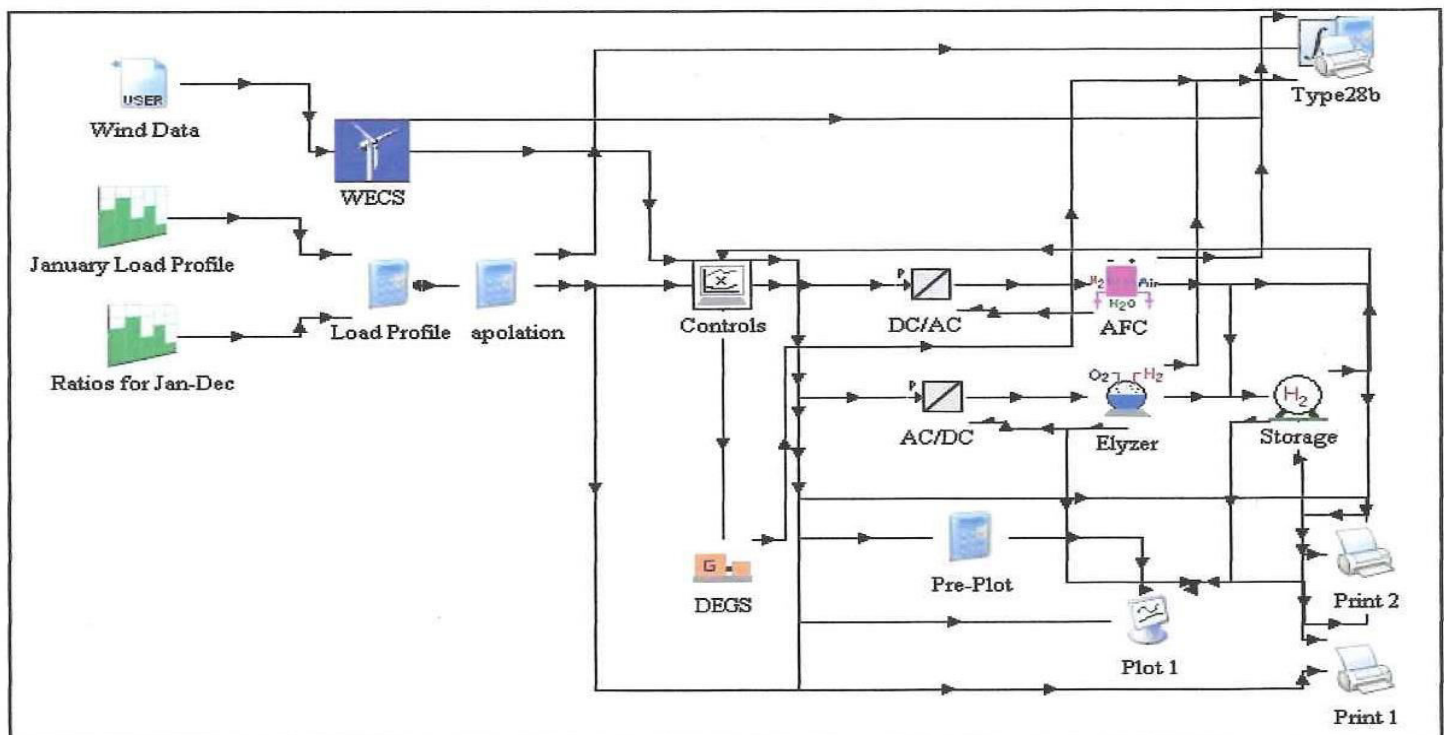 USER
Wind Data
WECS
January Load Profile
Ratios for Jan-Dec
Load Profile
apolation
Controls
P
DC/AC
- +
H2
Air
H2O
AFC
Type28b
P
AC/DC
O2
H2
Elyzer
H2
Storage
G
DEGS
Pre-Plot
Plot 1
Print 2
Print 1